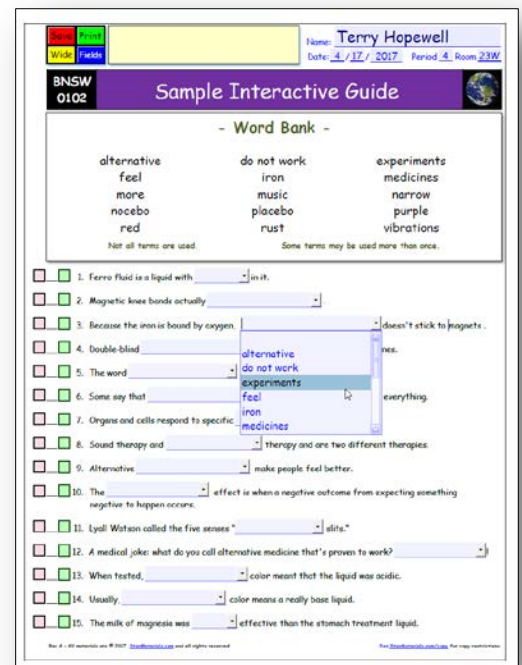 Save Print
Wide Fields
Name: Terry Hopewell
Date: 4 / 17 / 2017 Period 4 Room 23W
BNSW
0102
Sample Interactive Guide
- Word Bank -
alternative do not work experiments
feel iron medicines
more music narrow
nocebo placebo purple
red rust vibrations
Not all terms are used. Some terms may be used more than once.
1. Ferro fluid is a liquid with in it.
2. Magnetic knee bands actually .
3. Because the iron is bound by oxygen, doesn't stick to magnets .
4. Double-blind nes.
alternative
do not work
experiments
feel
iron
medicines
5. The word
6. Some say that everything.
7. Organs and cells respond to specific
8. Sound therapy and therapy and are two different therapies.
9. Alternative make people feel better.
10. The effect is when a negative outcome from expecting something
negative to happen occurs.
11. Lyall Watson called the five senses " slits."
12. A medical joke: what do you call alternative medicine that's proven to work? !
13. When tested, color meant that the liquid was acidic.
14. Usually, color means a really base liquid.
15. The milk of magnesia was effective than the stomach treatment liquid.